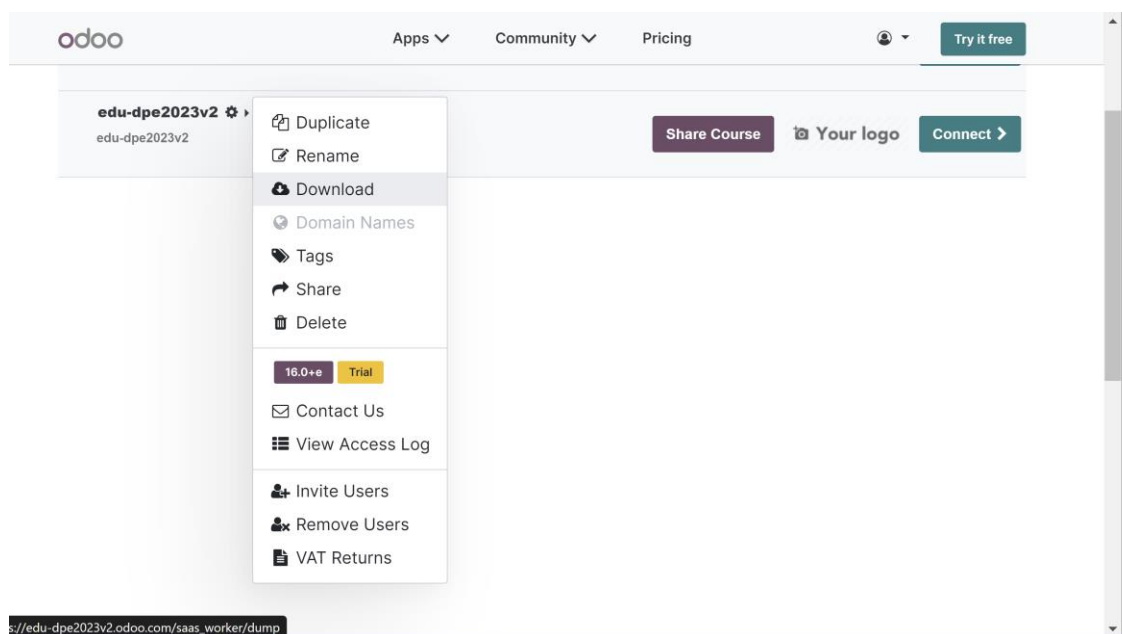 odoo Apps Community Pricing Try it free
edu-dpe2023v2
edu-dpe2023v2
Share Course Your logo Connect
Duplicate
Rename
Download
Domain Names
Tags
Share
Delete
16.0+e Trial
Contact Us
View Access Log
Invite Users
Remove Users
VAT Returns
s://edu-dpe2023v2.odoo.com/saas_worker/dump